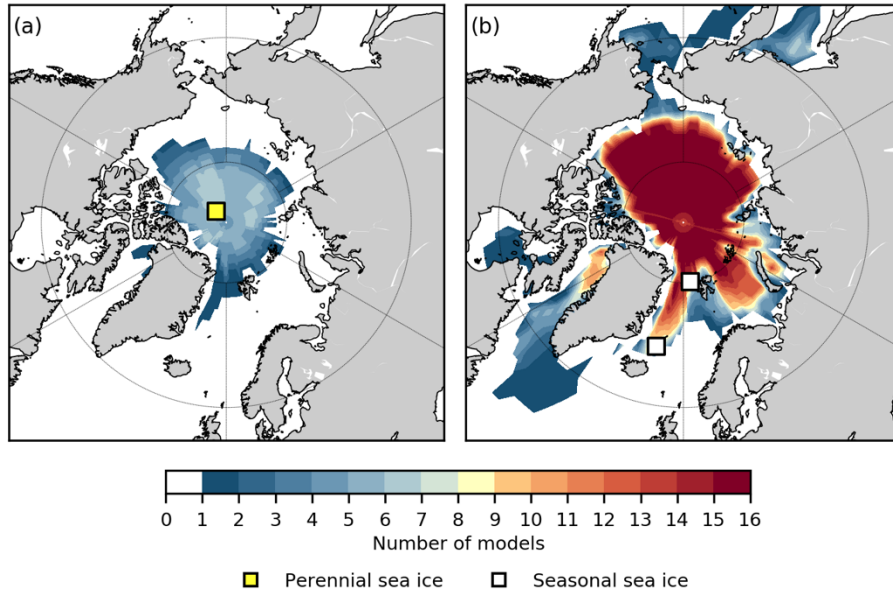 (a)
(b)
0 1 2 3 4 5 6 7 8 9 10 11 12 13 14 15 16
Number of models
Perennial sea ice Seasonal sea ice